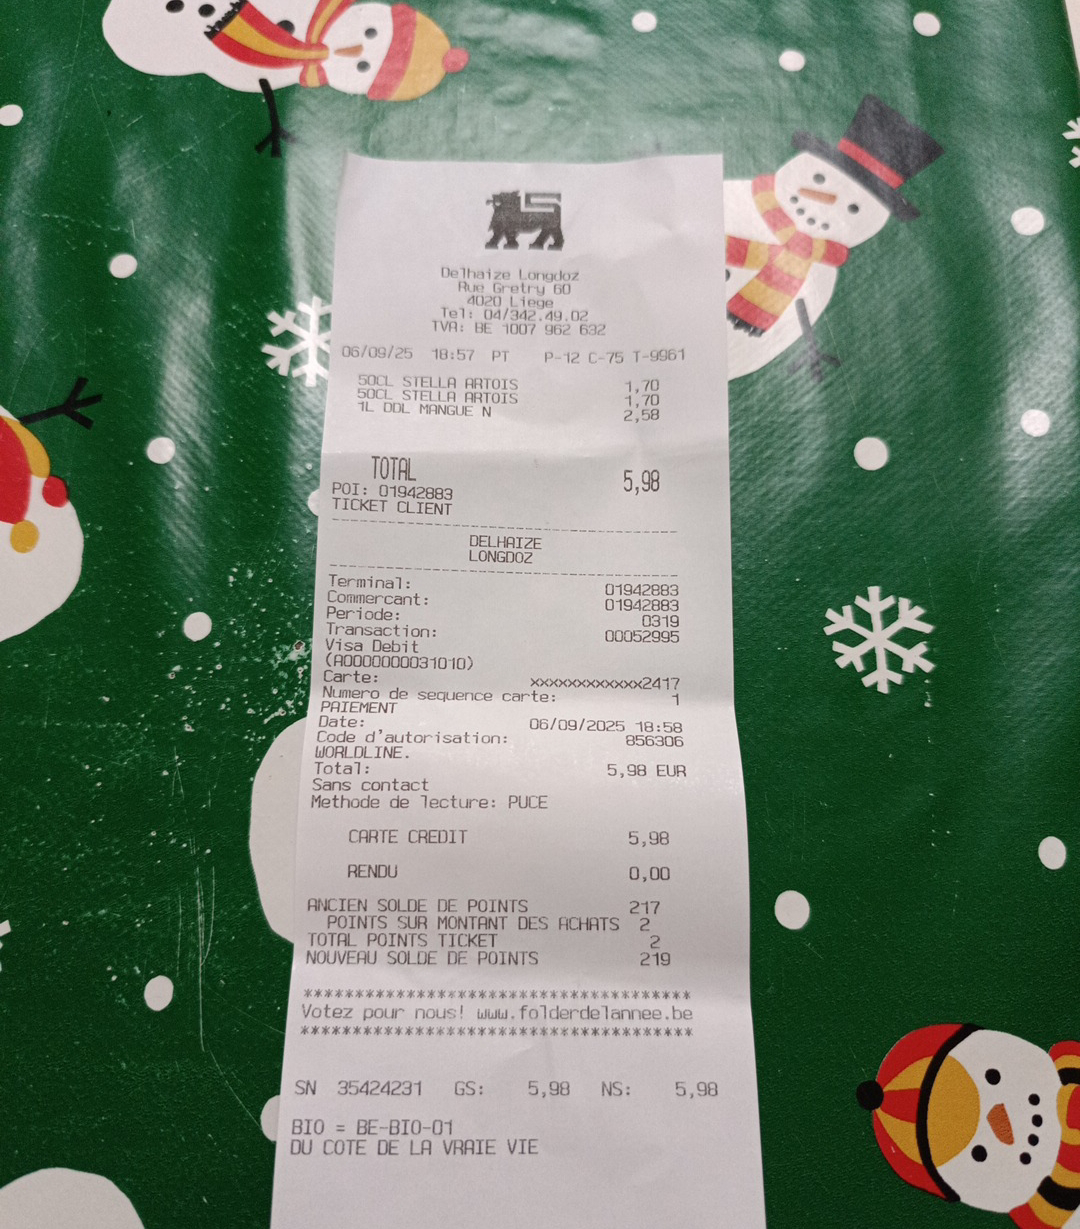 Delhaize Longdoz
Rue Gretry 60
4020 Liege
Tel: 04/342.49.02
TVA: BE 1007 962 632
06/09/25 18:57 PT P-12 C-75 T-9961
50CL STELLA ARTOIS 1,70
50CL STELLA ARTOIS 1,70
1L DDL MANGUE N 2,58
TOTAL 5,98
POI: 01942883
TICKET CLIENT
DELHAIZE
LONGDOZ
Terminal: 01942883
Commercant: 01942883
Periode: 0319
Transaction: 00052995
Visa Debit
(A0000000031010)
Carte: xxxxxxxxxxxx2417
Numero de sequence carte: 1
PAIEMENT
Date: 06/09/2025 18:58
Code d'autorisation: 856306
WORLDLINE.
Total: 5,98 EUR
Sans contact
Methode de lecture: PUCE
CARTE CREDIT 5,98
RENDU 0,00
ANCIEN SOLDE DE POINTS 217
POINTS SUR MONTANT DES ACHATS 2
TOTAL POINTS TICKET 2
NOUVEAU SOLDE DE POINTS 219
**************************************
Votez pour nous! www.folderdelannee.be
**************************************
SN 35424231 GS: 5,98 NS: 5,98
BIO = BE-BIO-01
DU COTE DE LA VRAIE VIE